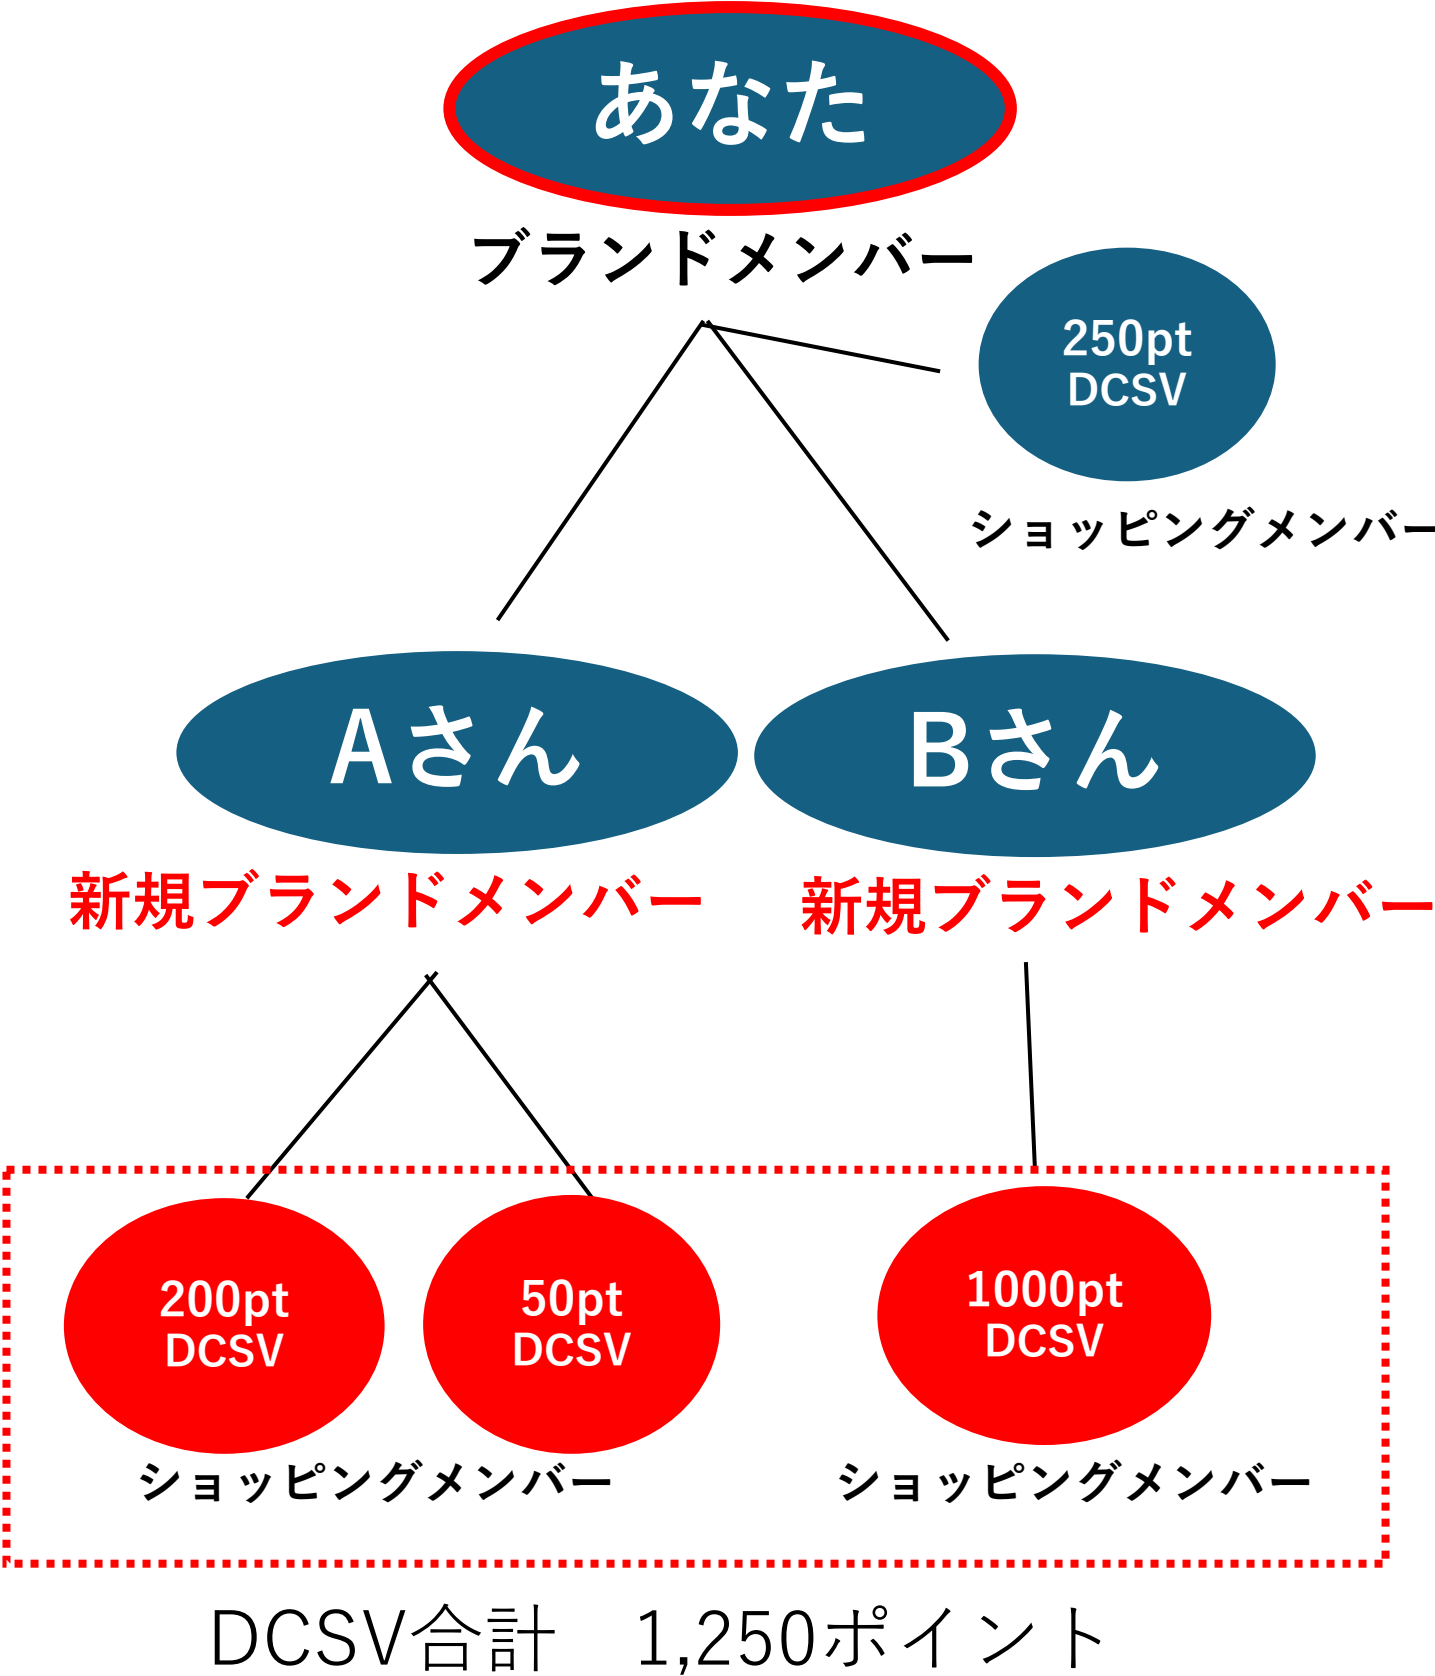 あなた
ブランドメンバー
250pt
DCSV
ショッピングメンバー
Aさん
Bさん
新規ブランドメンバー
新規ブランドメンバー
200pt
DCSV
50pt
DCSV
1000pt
DCSV
ショッピングメンバー
ショッピングメンバー
DCSV合計　1,250ポイント